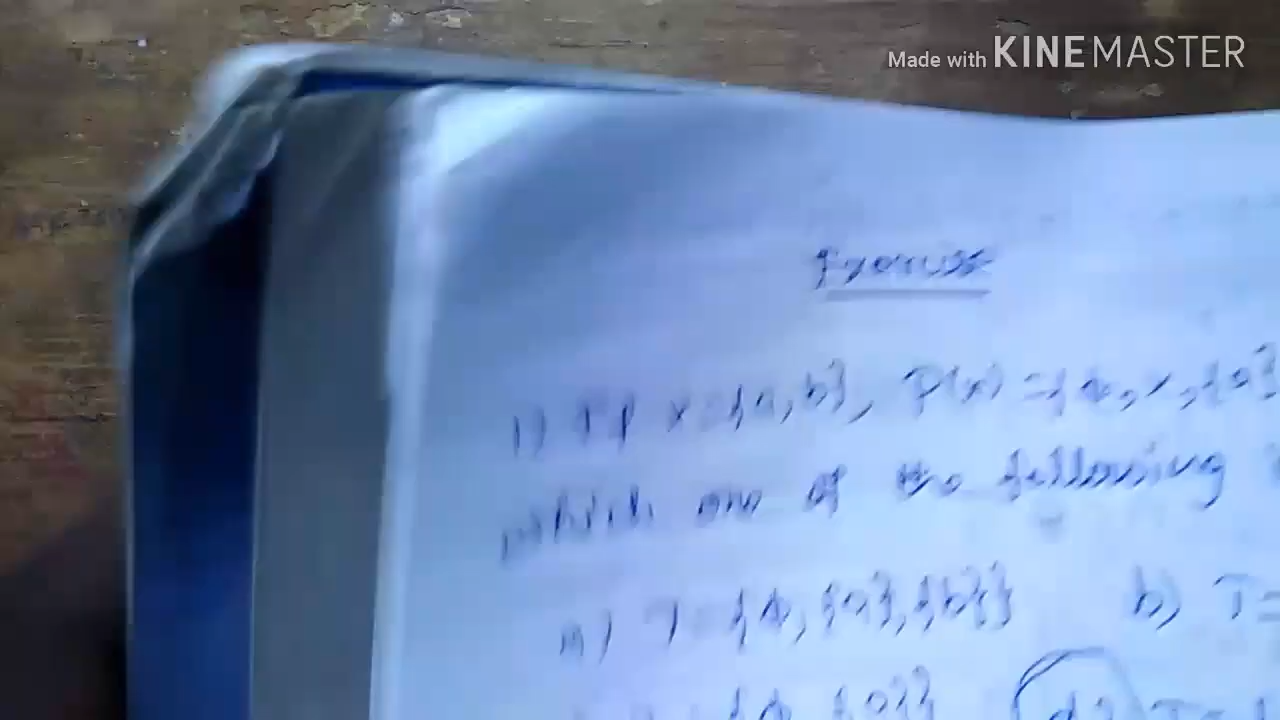 Made with KINEMASTER
Exercise
1) If X={a,b}, P(X)={ϕ,X,{a}
which one of the following
a) T={ϕ,{a},{b}} b) T=
={ϕ,{a}} d) T={